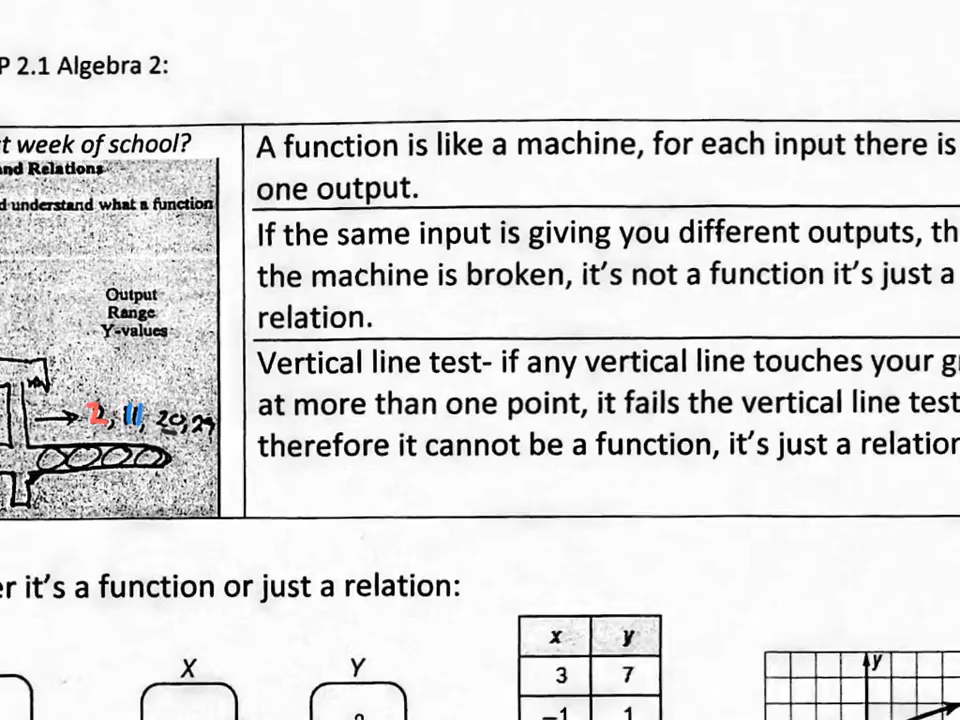 P 2.1 Algebra 2:
t week of school?
and Relations
d understand what a function
Output
Range
Y-values
2, 11, 20, 29
A function is like a machine, for each input there is
one output.
If the same input is giving you different outputs, th
the machine is broken, it's not a function it's just a
relation.
Vertical line test- if any vertical line touches your g
at more than one point, it fails the vertical line test
therefore it cannot be a function, it's just a relation
er it's a function or just a relation:
X Y
x y
3 7
-1 1
y